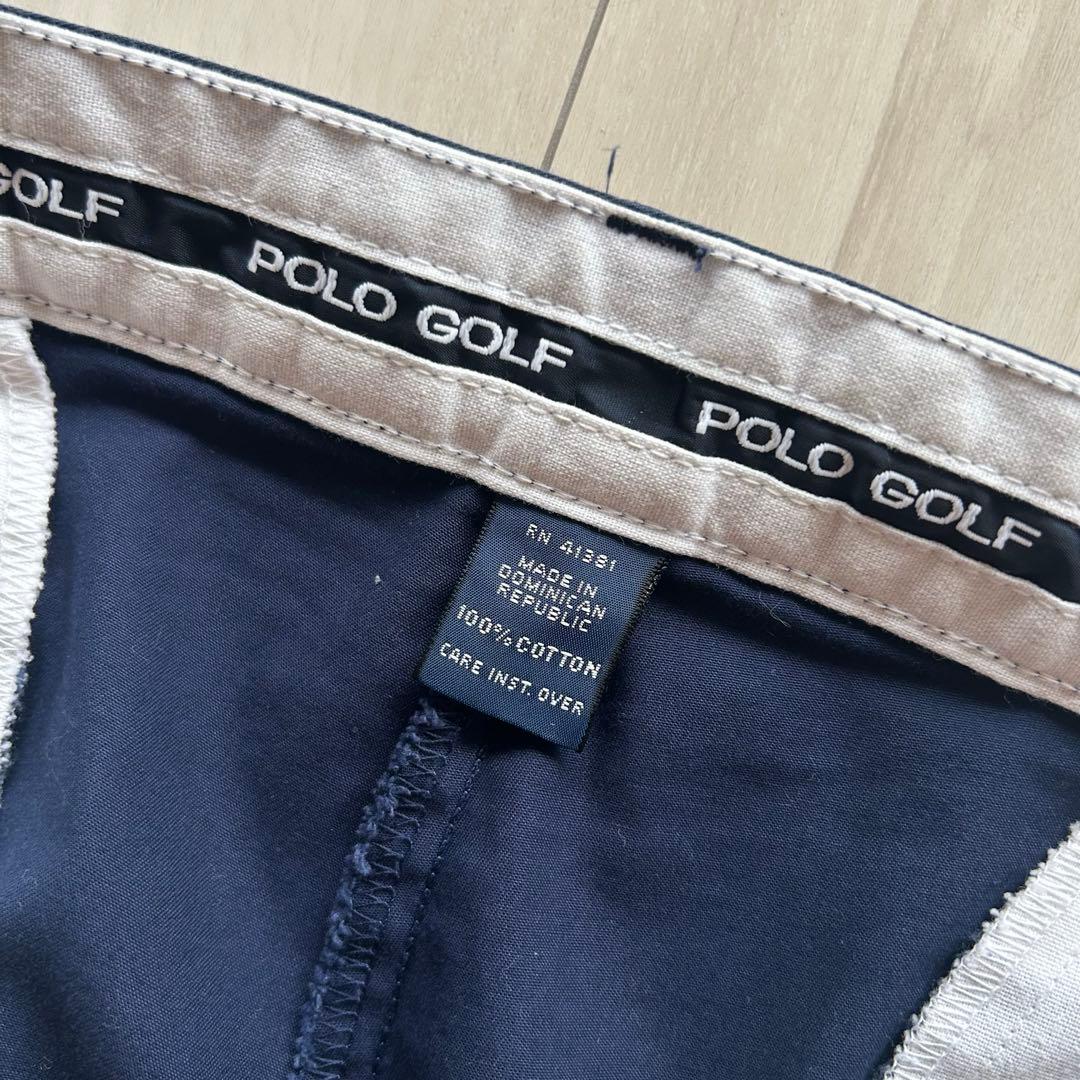 GOLF
POLO GOLF
POLO GOLF
RN 41381
MADE IN
DOMINICAN
REPUBLIC
100% COTTON
CARE INST. OVER